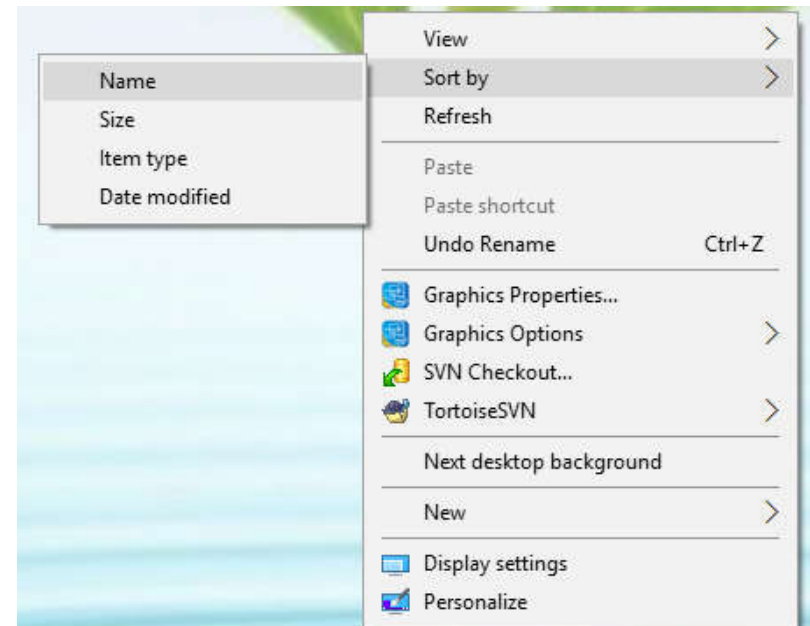 View
Sort by
Name
Size
Item type
Date modified
Refresh
Paste
Paste shortcut
Undo Rename Ctrl+Z
Graphics Properties...
Graphics Options
SVN Checkout...
TortoiseSVN
Next desktop background
New
Display settings
Personalize